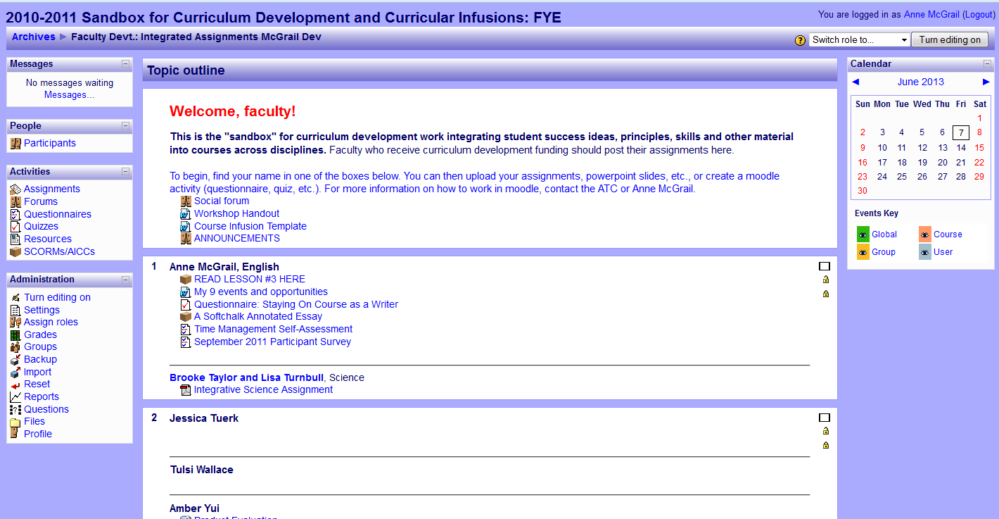 2010-2011 Sandbox for Curriculum Development and Curricular Infusions: FYE
You are logged in as Anne McGrail (Logout)
Archives ► Faculty Devt.: Integrated Assignments McGrail Dev
? Switch role to... Turn editing on
Messages
No messages waiting
Messages...
People
Participants
Activities
Assignments
Forums
Questionnaires
Quizzes
Resources
SCORMs/AICCs
Administration
Turn editing on
Settings
Assign roles
Grades
Groups
Backup
Import
Reset
Reports
Questions
Files
Profile
Topic outline
Welcome, faculty!
This is the "sandbox" for curriculum development work integrating student success ideas, principles, skills and other material
into courses across disciplines. Faculty who receive curriculum development funding should post their assignments here.
To begin, find your name in one of the boxes below. You can then upload your assignments, powerpoint slides, etc., or create a moodle
activity (questionnaire, quiz, etc.). For more information on how to work in moodle, contact the ATC or Anne McGrail.
Social forum
Workshop Handout
Course Infusion Template
ANNOUNCEMENTS
1 Anne McGrail, English
READ LESSON #3 HERE
My 9 events and opportunities
Questionnaire: Staying On Course as a Writer
A Softchalk Annotated Essay
Time Management Self-Assessment
September 2011 Participant Survey
Brooke Taylor and Lisa Turnbull, Science
Integrative Science Assignment
2 Jessica Tuerk
Tulsi Wallace
Amber Yui
Product Evaluation
Calendar
◄ June 2013 ►
Sun Mon Tue Wed Thu Fri Sat
1
2 3 4 5 6 7 8
9 10 11 12 13 14 15
16 17 18 19 20 21 22
23 24 25 26 27 28 29
30
Events Key
Global Course
Group User